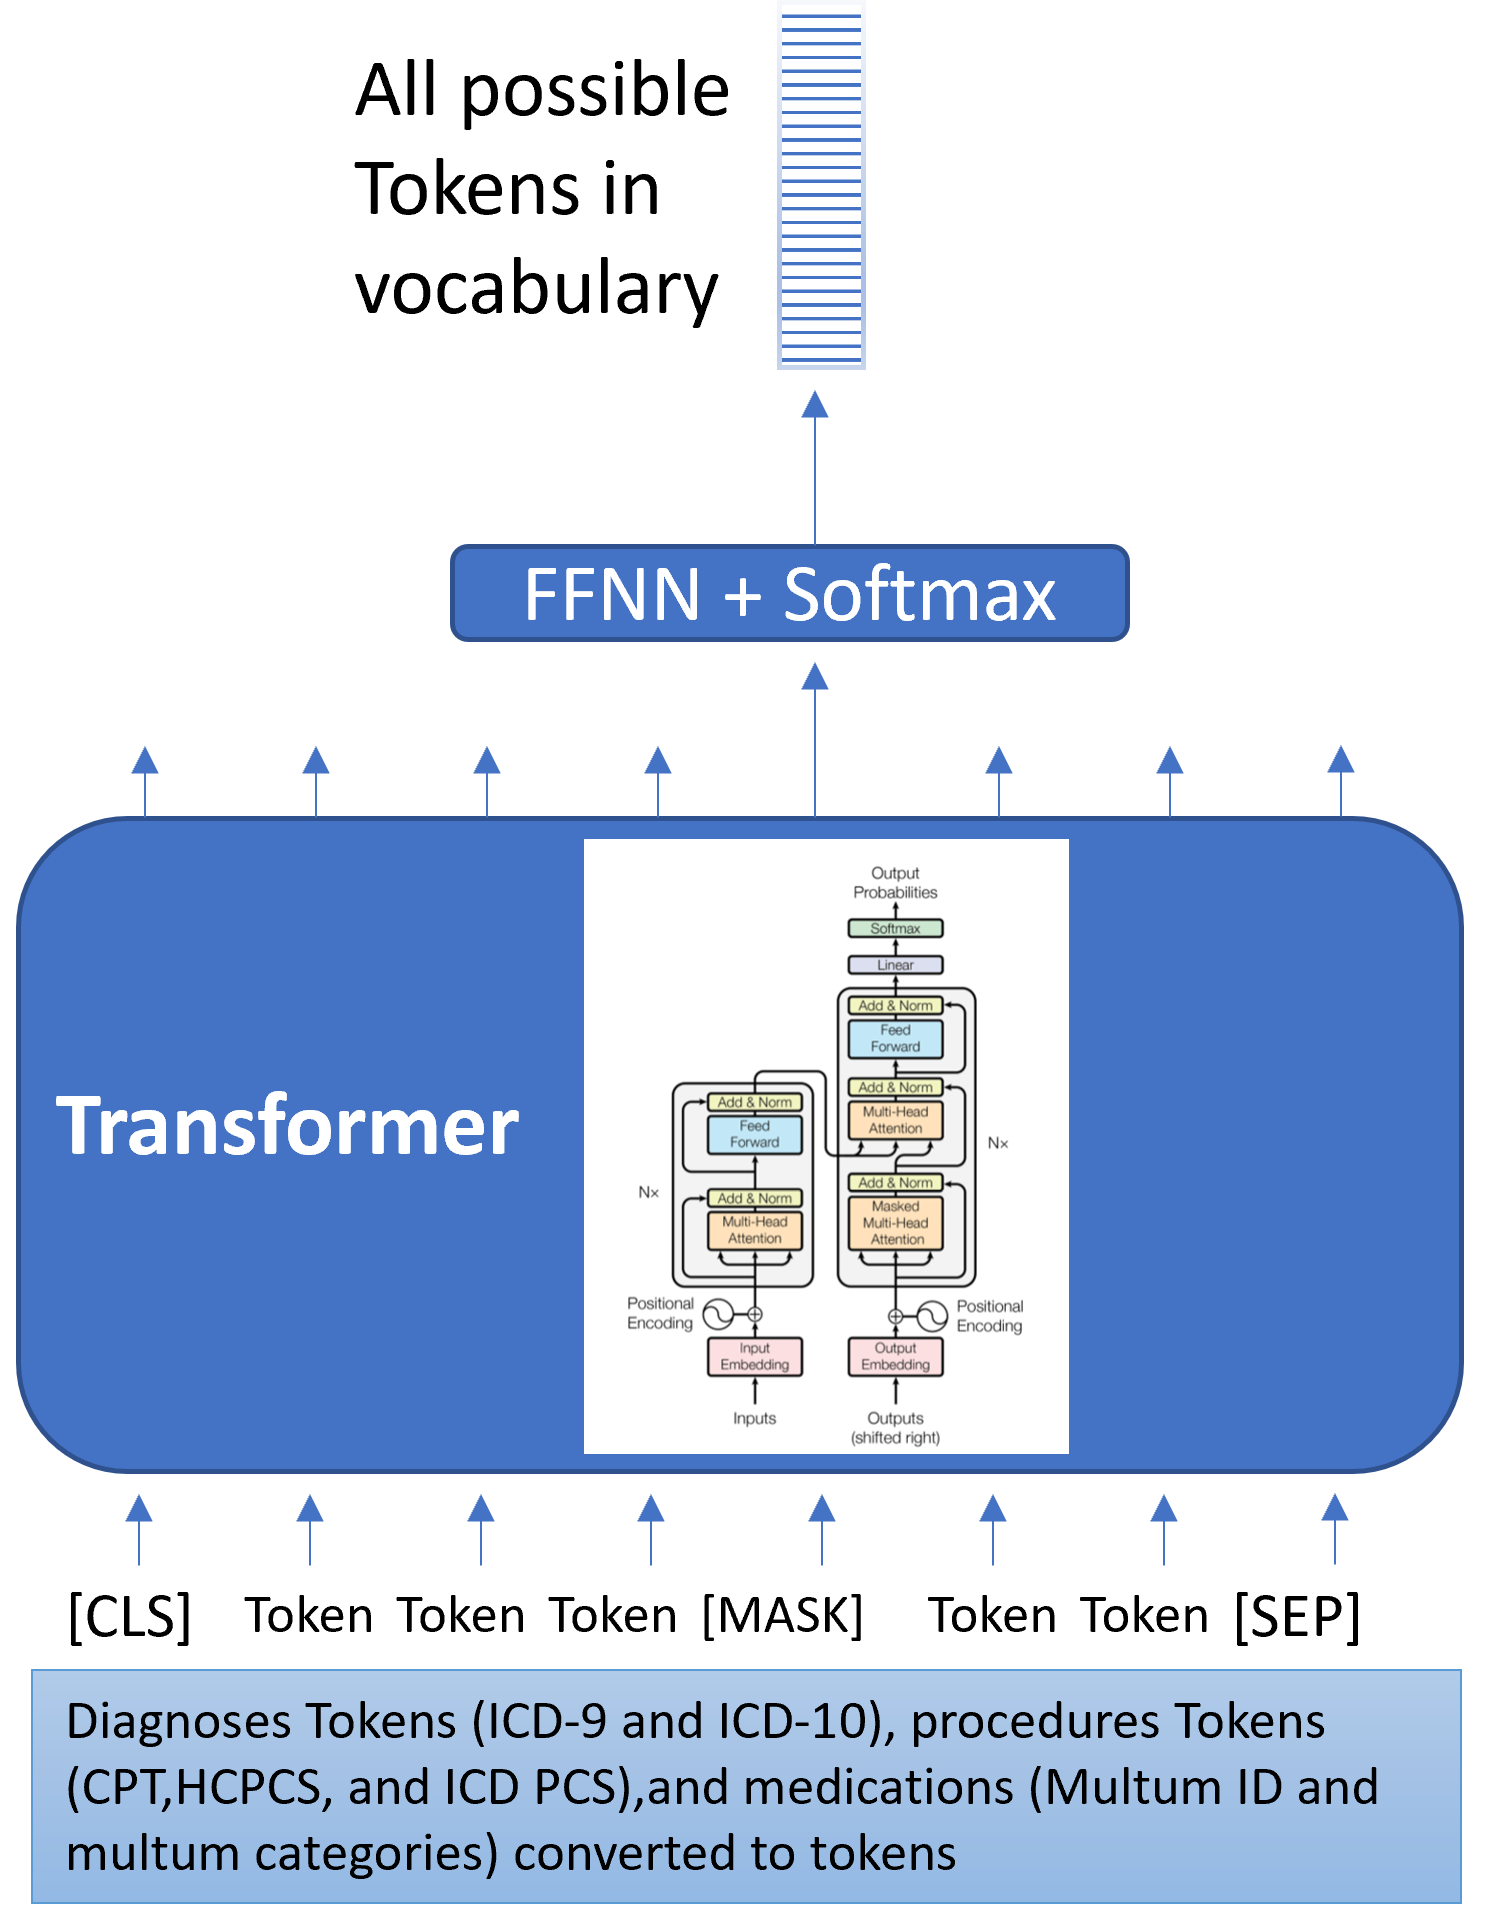 All possible
Tokens in
vocabulary
FFNN + Softmax
Transformer
Output
Probabilities
Softmax
Linear
Add & Norm
Feed
Forward
Add & Norm
Multi-Head
Attention
Add & Norm
Masked
Multi-Head
Attention
Nx
Positional
Encoding
Output
Embedding
Outputs
(shifted right)
Add & Norm
Feed
Forward
Add & Norm
Multi-Head
Attention
Nx
Positional
Encoding
Input
Embedding
Inputs
[CLS] Token Token Token [MASK] Token Token [SEP]
Diagnoses Tokens (ICD-9 and ICD-10), procedures Tokens
(CPT,HCPCS, and ICD PCS),and medications (Multum ID and
multum categories) converted to tokens